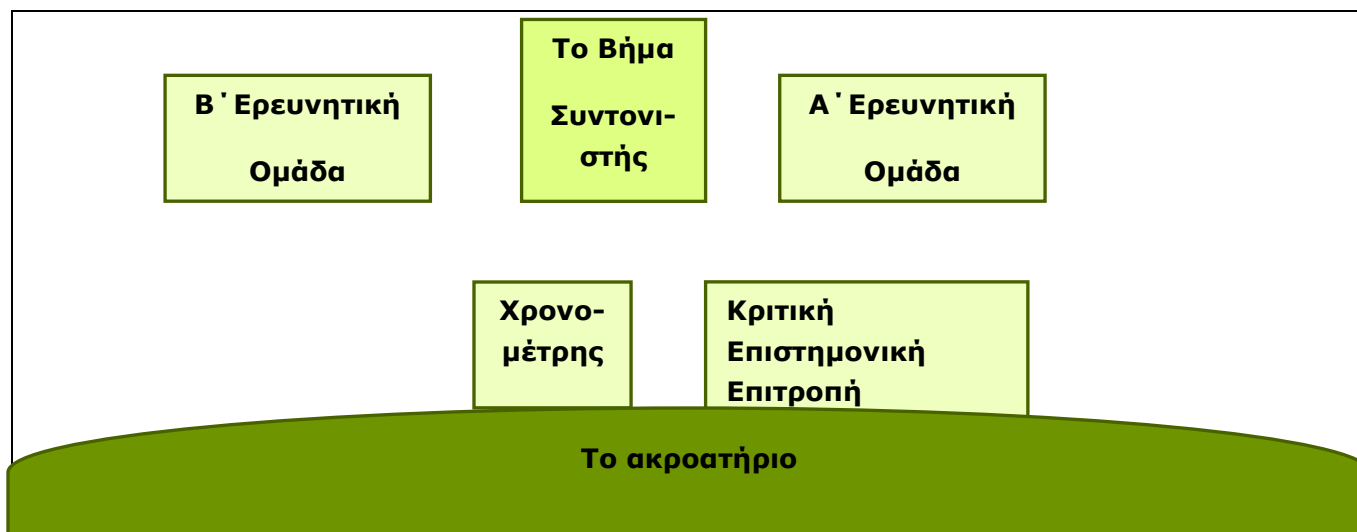 Το Βήμα
Συντονι-
στής
Β ΄Ερευνητική
Ομάδα
Α ΄Ερευνητική
Ομάδα
Χρονο-
μέτρης
Κριτική
Επιστημονική
Επιτροπή
Το ακροατήριο